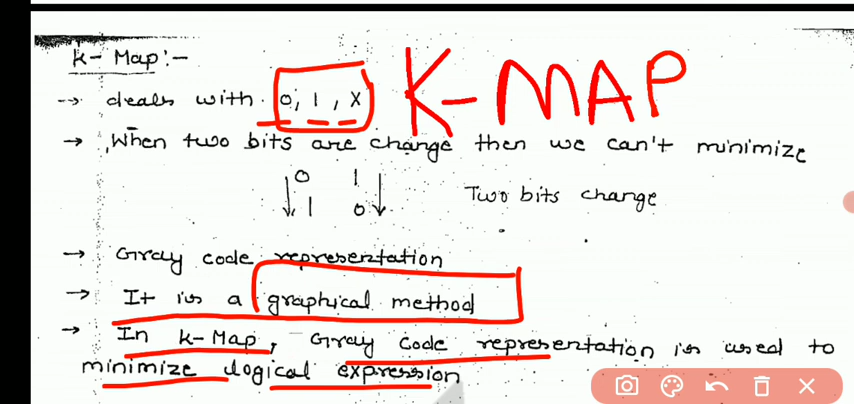 K-Map :-
→ deals with 0, 1, X
K-MAP
→ When two bits are change then we can't minimize
0 1
1 0
Two bits change
→ Gray code representation
→ It is a graphical method
→ In K-Map, Gray Code representation is used to
minimize logical expression